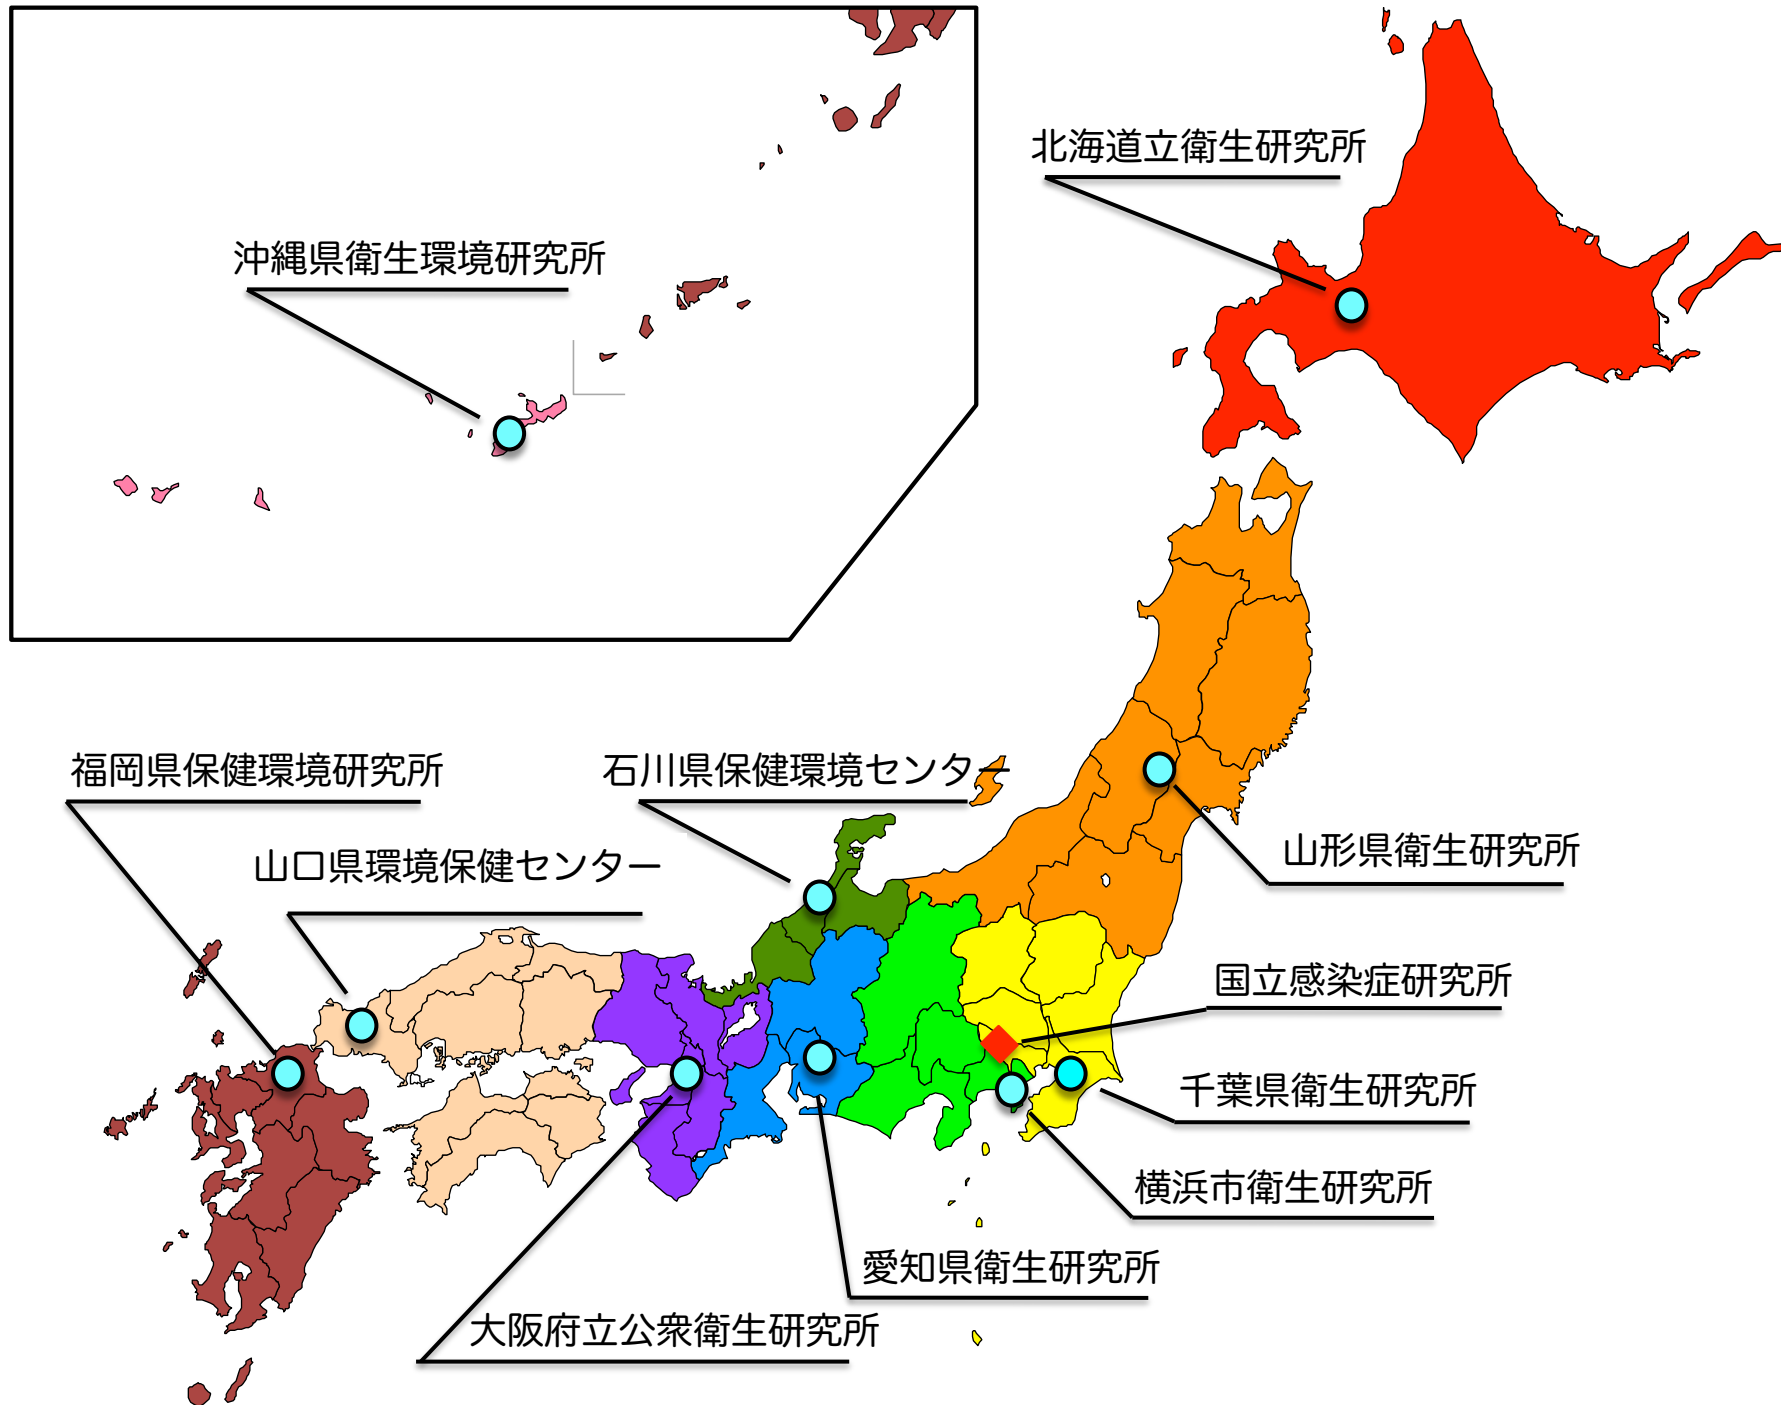 北海道立衛生研究所
沖縄県衛生環境研究所
福岡県保健環境研究所
石川県保健環境センター
山口県環境保健センター
山形県衛生研究所
国立感染症研究所
千葉県衛生研究所
横浜市衛生研究所
愛知県衛生研究所
大阪府立公衆衛生研究所